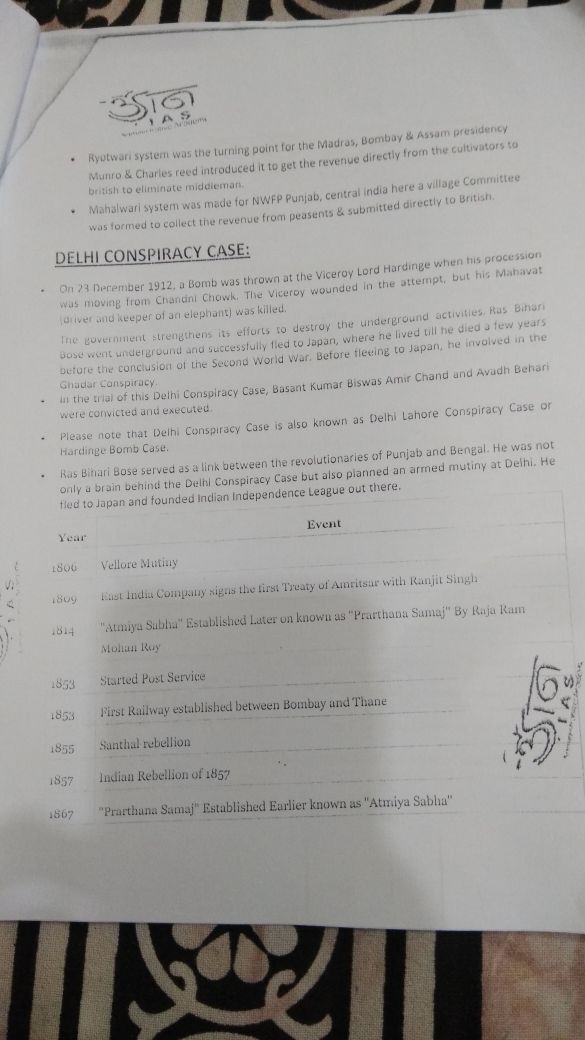 ज्ञान
IAS
Ryotwari system was the turning point for the Madras, Bombay & Assam presidency
Munro & Charles reed introduced it to get the revenue directly from the cultivators to
british to eliminate middleman.
Mahalwari system was made for NWFP Punjab, central india here a village Committee
was formed to collect the revenue from peasents & submitted directly to British.
DELHI CONSPIRACY CASE:
On 23 December 1912, a Bomb was thrown at the Viceroy Lord Hardinge when his procession
was moving from Chandni Chowk. The Viceroy wounded in the attempt, but his Mahavat
(driver and keeper of an elephant) was killed.
The government strengthens its efforts to destroy the underground activities. Ras Bihari
Bose went underground and successfully fled to Japan, where he lived till he died a few years
before the conclusion of the Second World War. Before fleeing to Japan, he involved in the
Ghadar Conspiracy.
In the trial of this Delhi Conspiracy Case, Basant Kumar Biswas Amir Chand and Avadh Behari
were convicted and executed.
Please note that Delhi Conspiracy Case is also known as Delhi Lahore Conspiracy Case or
Hardinge Bomb Case.
Ras Bihari Bose served as a link between the revolutionaries of Punjab and Bengal. He was not
only a brain behind the Delhi Conspiracy Case but also planned an armed mutiny at Delhi. He
fled to Japan and founded Indian Independence League out there.
Year Event
1806 Vellore Mutiny
1809 East India Company signs the first Treaty of Amritsar with Ranjit Singh
1814 "Atmiya Sabha" Established Later on known as "Prarthana Samaj" By Raja Ram
Mohan Roy
1853 Started Post Service
1853 First Railway established between Bombay and Thane
1855 Santhal rebellion
1857 Indian Rebellion of 1857
1867 "Prarthana Samaj" Established Earlier known as "Atmiya Sabha"
IAS
IAS